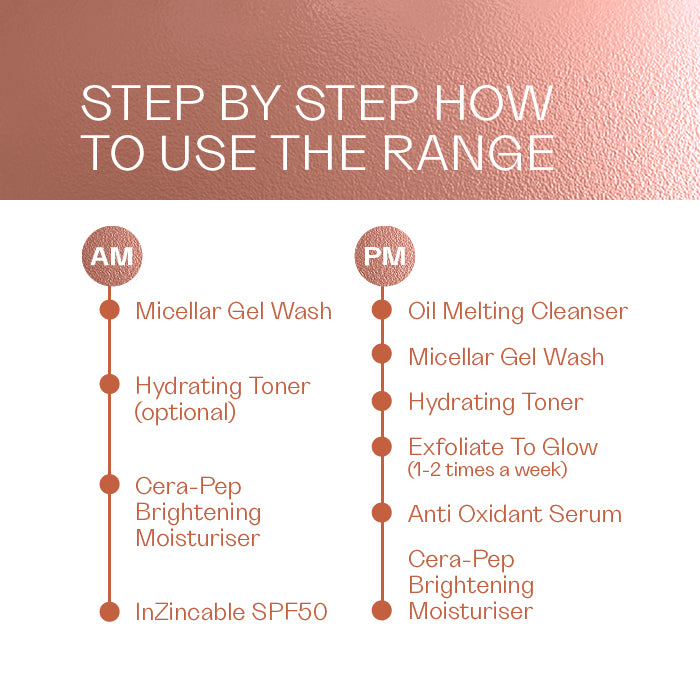 STEP BY STEP HOW
TO USE THE RANGE
AM
Micellar Gel Wash
Hydrating Toner
(optional)
Cera-Pep
Brightening
Moisturiser
InZincable SPF50
PM
Oil Melting Cleanser
Micellar Gel Wash
Hydrating Toner
Exfoliate To Glow
(1-2 times a week)
Anti Oxidant Serum
Cera-Pep
Brightening
Moisturiser